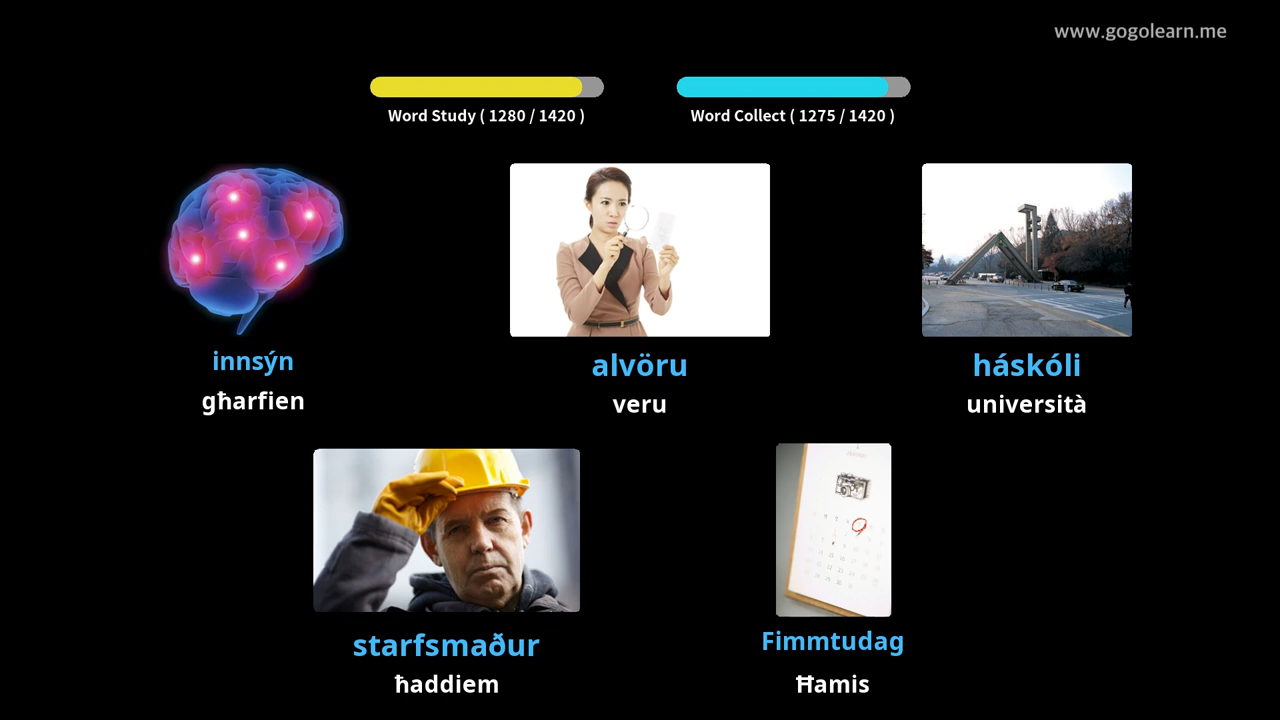 www.gogolearn.me
Word Study ( 1280 / 1420 )
Word Collect ( 1275 / 1420 )
innsýn
għarfien
alvöru
veru
háskóli
università
starfsmaður
ħaddiem
Fimmtudag
Ħamis